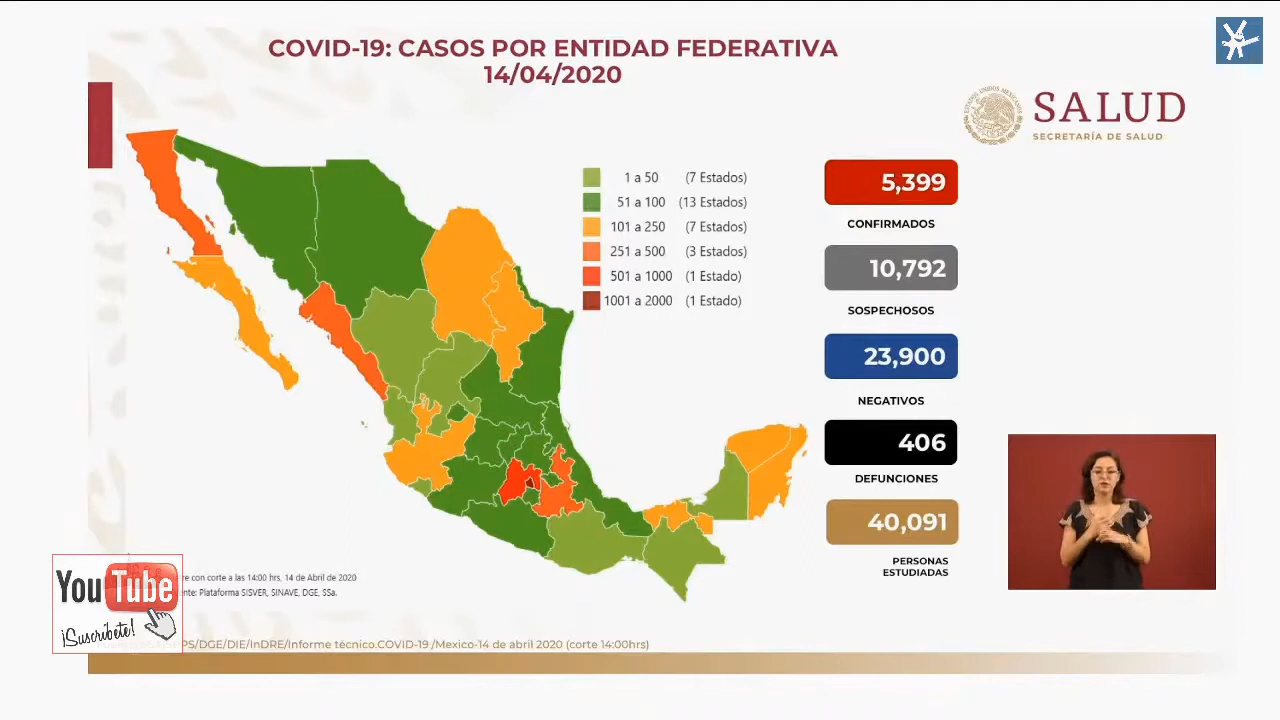 COVID-19: CASOS POR ENTIDAD FEDERATIVA
14/04/2020
SALUD
SECRETARÍA DE SALUD
1 a 50 (7 Estados)
51 a 100 (13 Estados)
101 a 250 (7 Estados)
251 a 500 (3 Estados)
501 a 1000 (1 Estado)
1001 a 2000 (1 Estado)
5,399
CONFIRMADOS
10,792
SOSPECHOSOS
23,900
NEGATIVOS
406
DEFUNCIONES
40,091
PERSONAS
ESTUDIADAS
con corte a las 14:00 hrs, 14 de Abril de 2020
Plataforma SISVER, SINAVE, DGE, SSa.
YouTube
¡Suscríbete!
/DGE/DIE/InDRE/Informe técnico.COVID-19 /Mexico-14 de abril 2020 (corte 14:00hrs)